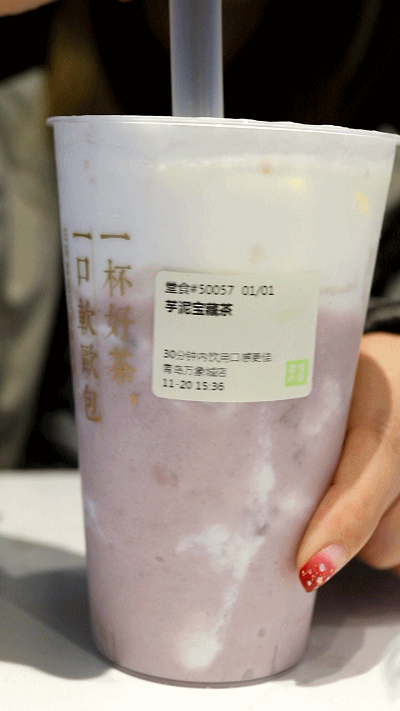 一杯好茶
一口軟歐包
堂食#50057 01/01
芋泥宝藏茶
30分钟内饮用口感更佳
青岛万象城店
11-20 15:36